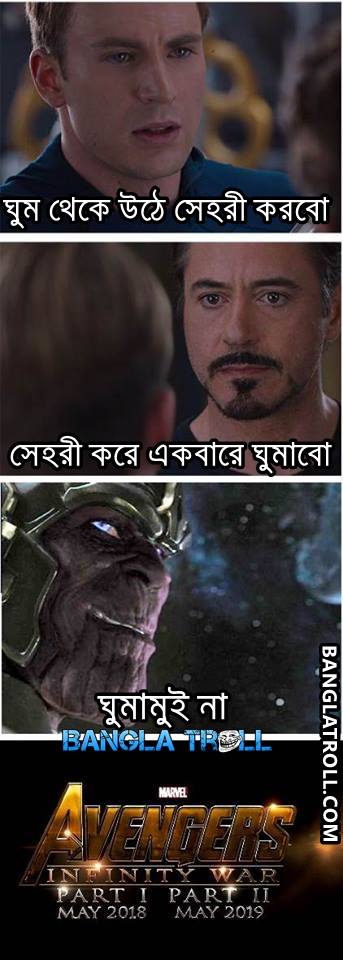 ঘুম থেকে উঠে সেহরী করবো
সেহরী করে একবারে ঘুমাবো
ঘুমামুই না
BANGLA TROLL
BANGLATROLL.COM
MARVEL
AVENGERS
INFINITY WAR
PART I PART II
MAY 2018 MAY 2019